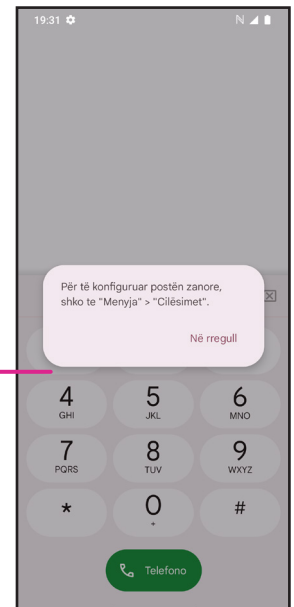 19:31
Për të konfiguruar postën zanore,
shko te "Menyja" > "Cilësimet".
Në rregull
4 5 6
GHI JKL MNO
7 8 9
PQRS TUV WXYZ
* 0 #
+
Telefono